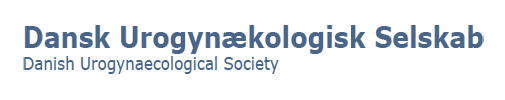 Dansk Urogynækologisk Selskab
Danish Urogynaecological Society